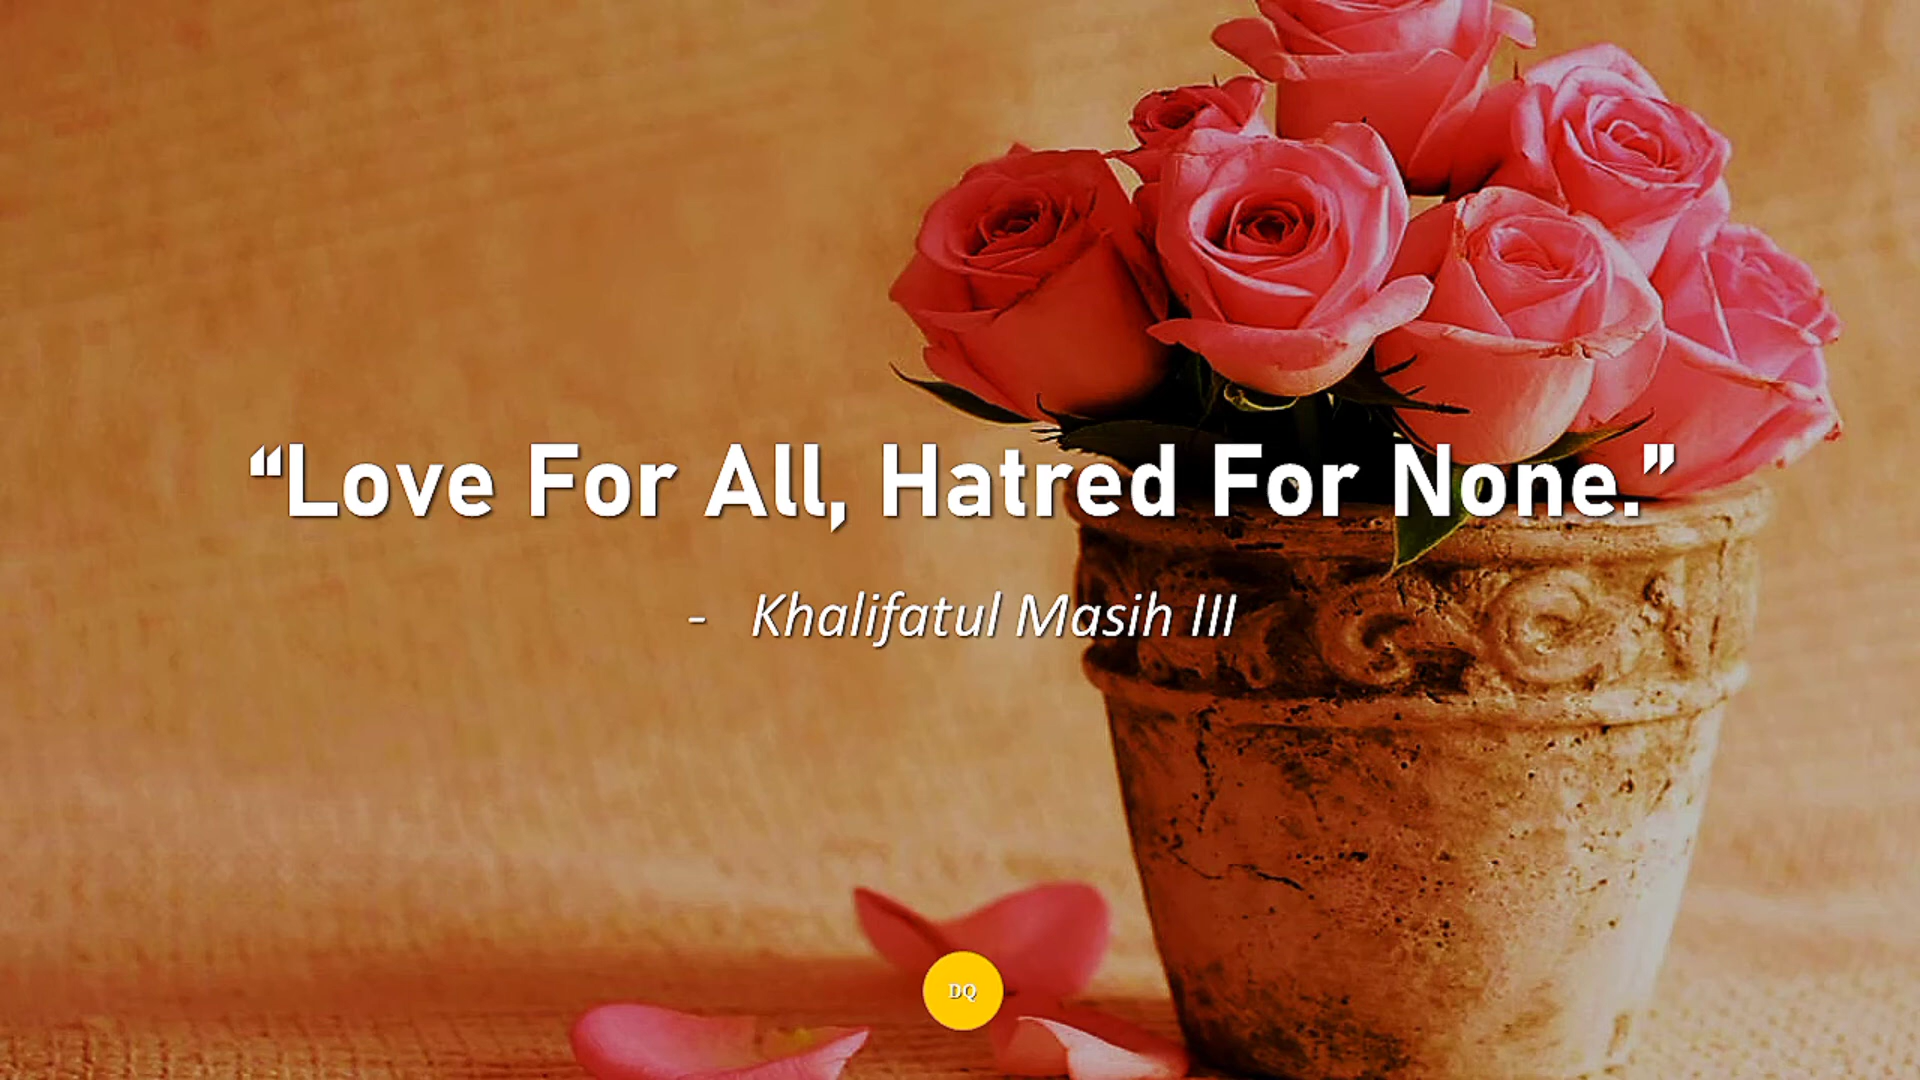 “Love For All, Hatred For None.”
- Khalifatul Masih III
DQ